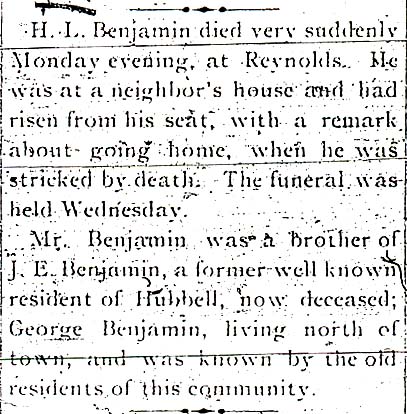 H. L. Benjamin died very suddenly
Monday evening, at Reynolds. He
was at a neighbor's house and had
risen from his seat, with a remark
about going home, when he was
stricked by death. The funeral was
held Wednesday.
Mr. Benjamin was a brother of
J. E. Benjamin, a former well known
resident of Hubbell, now deceased;
George Benjamin, living north of
town, and was known by the old
residents of this community.